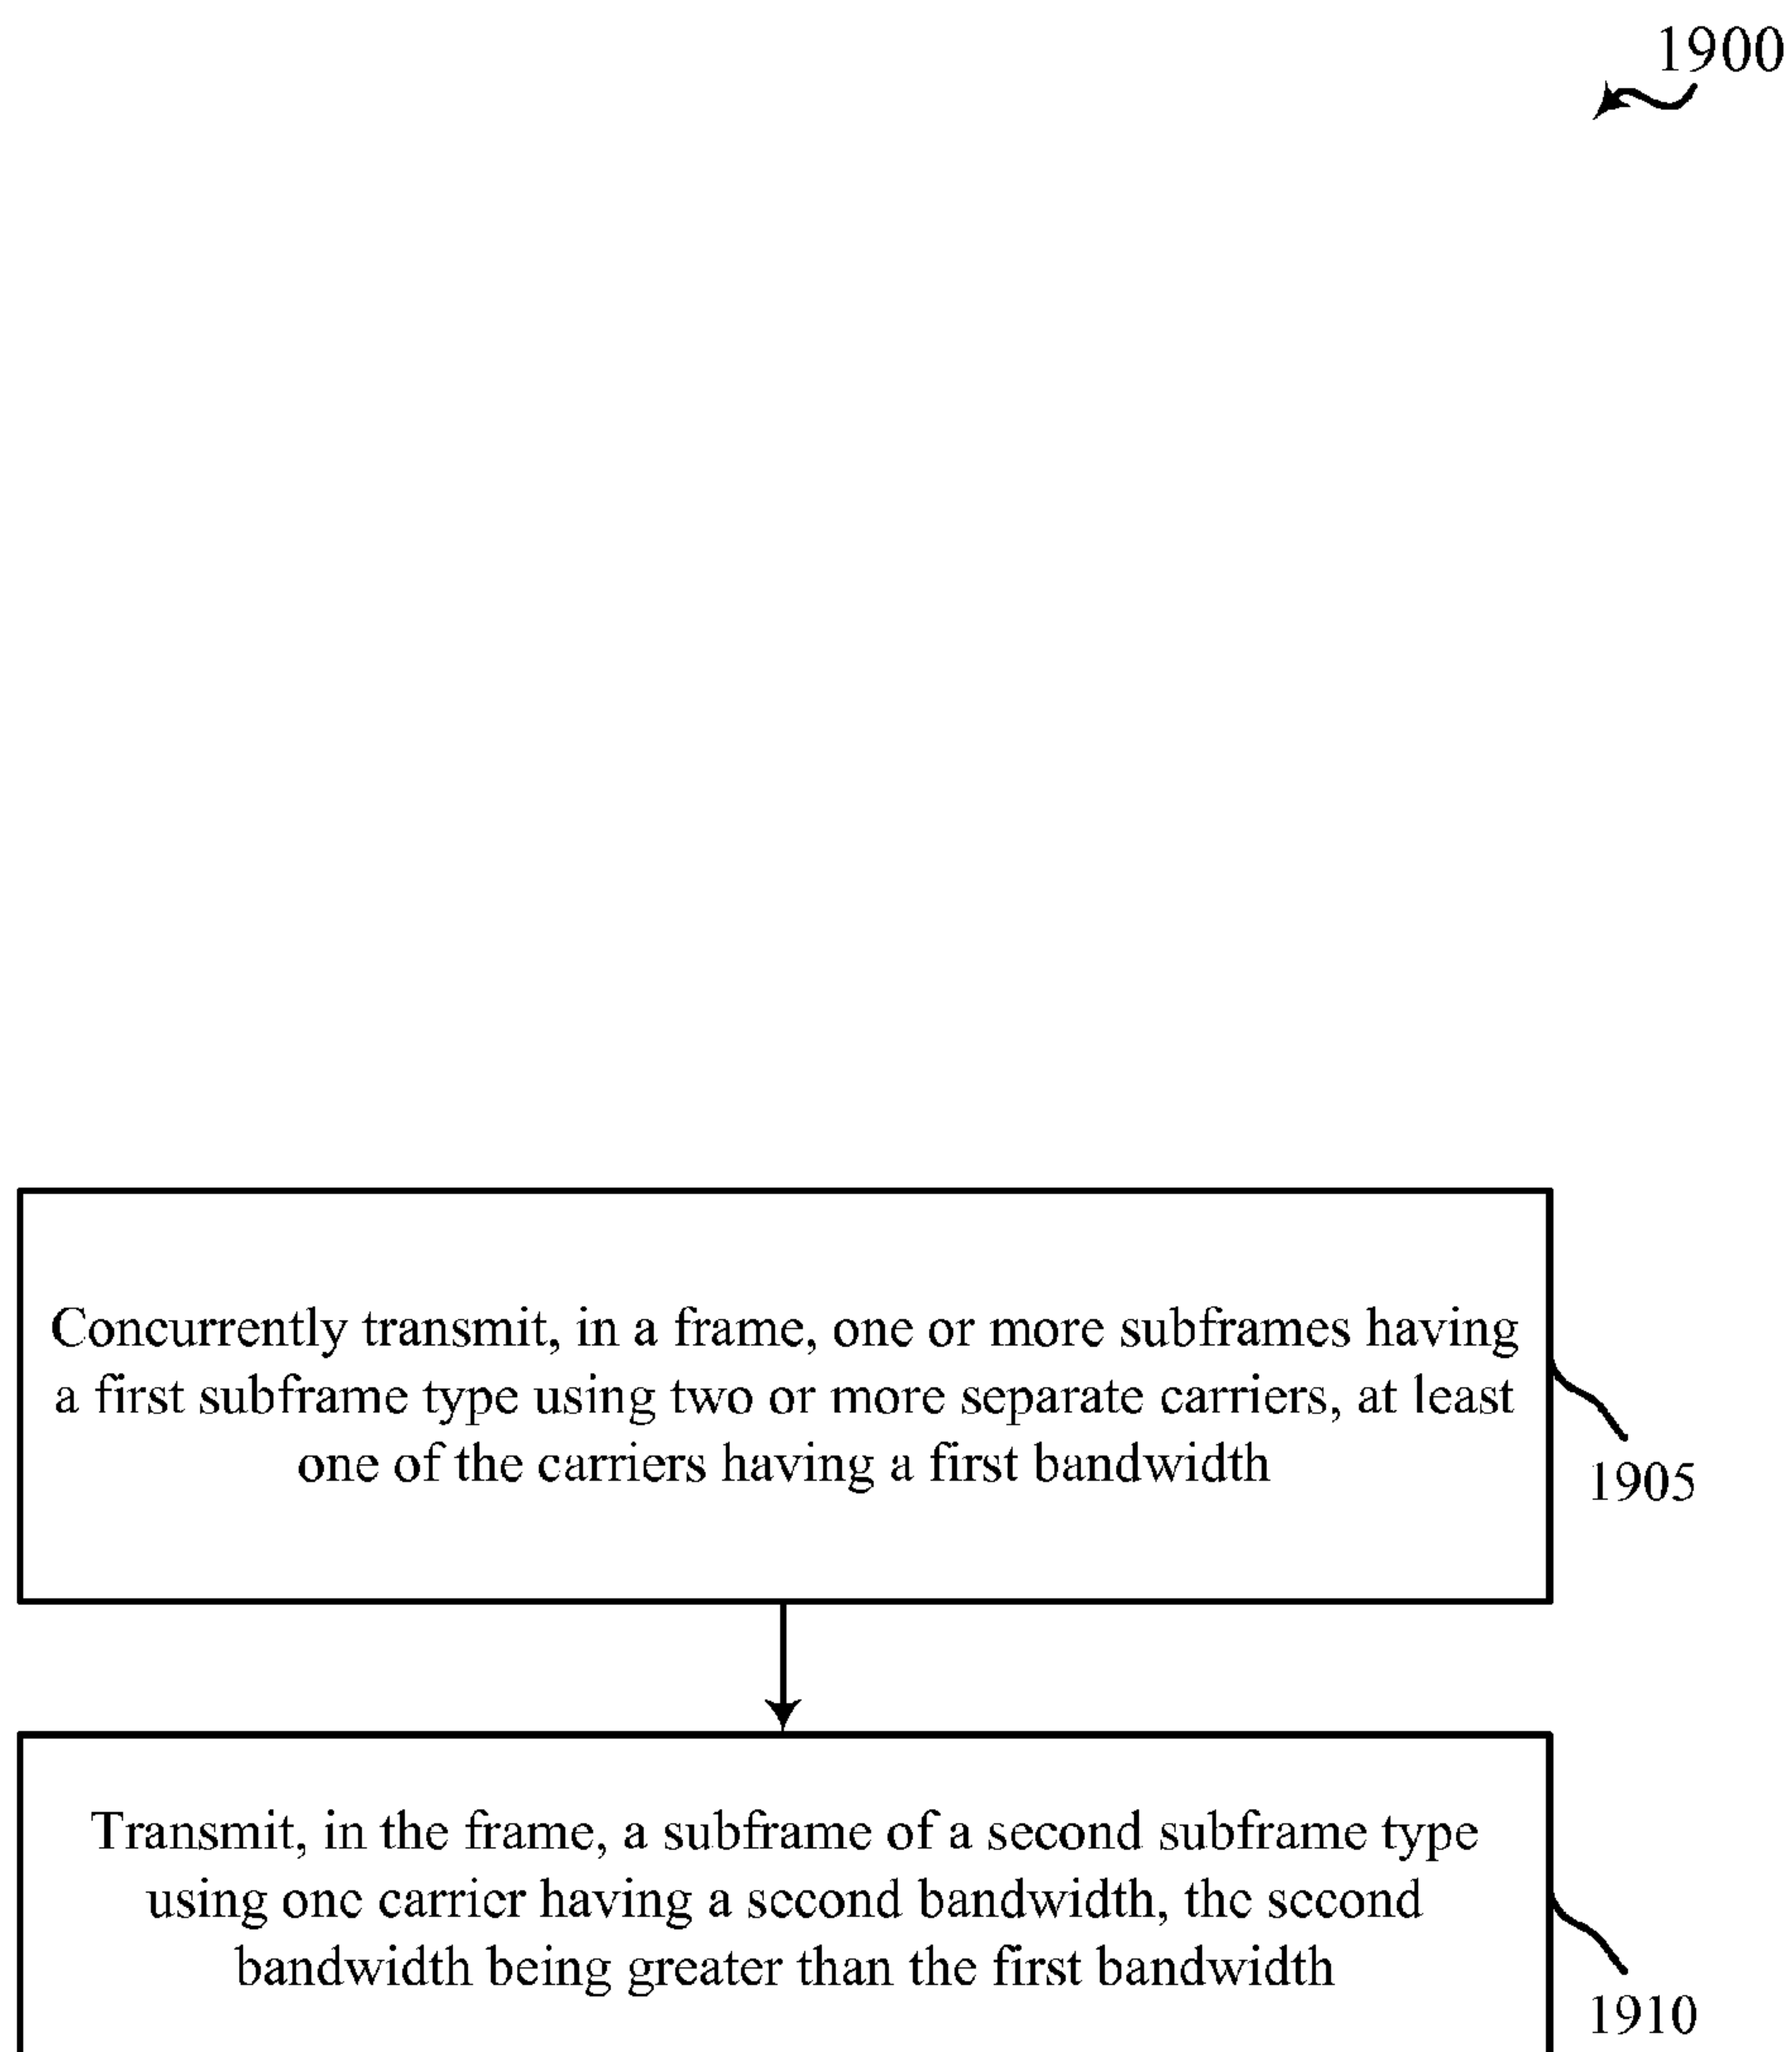 1900
Concurrently transmit, in a frame, one or more subframes having
a first subframe type using two or more separate carriers, at least
one of the carriers having a first bandwidth
1905
Transmit, in the frame, a subframe of a second subframe type
using one carrier having a second bandwidth, the second
bandwidth being greater than the first bandwidth
1910